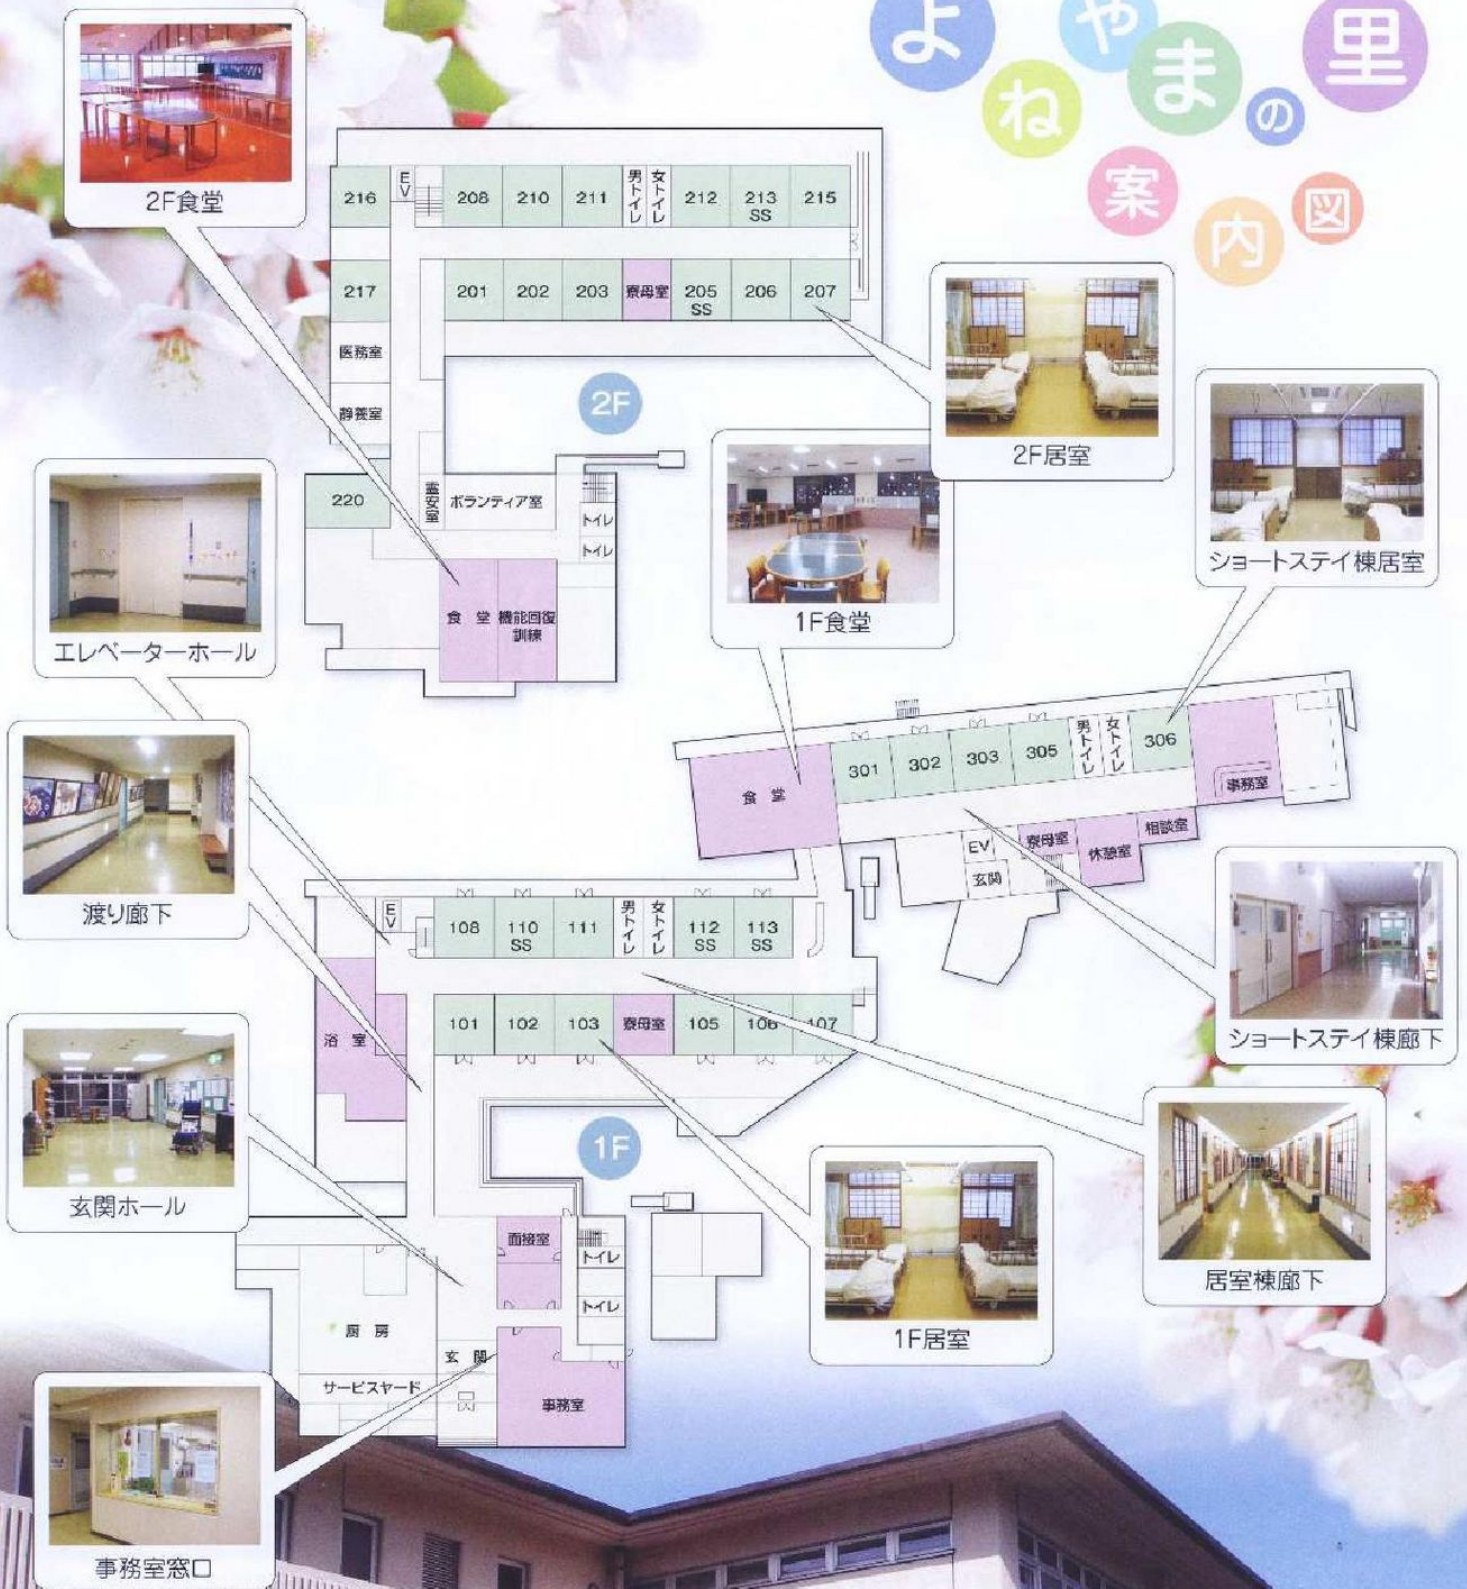 よねやまの里
案内図
2F食堂
216
EV
208
210
211
男トイレ
女トイレ
212
213
SS
215
217
201
202
203
寮母室
205
SS
206
207
医務室
静養室
2F
220
霊安室
ボランティア室
トイレ
トイレ
食堂
機能回復
訓練
2F居室
ショートステイ棟居室
1F食堂
エレベーターホール
食堂
301
302
303
305
男トイレ
女トイレ
306
事務室
EV
玄関
寮母室
休憩室
相談室
渡り廊下
EV
108
110
SS
111
男トイレ
女トイレ
112
SS
113
SS
浴室
101
102
103
寮母室
105
106
107
ショートステイ棟廊下
1F
玄関ホール
居室棟廊下
面接室
トイレ
トイレ
1F居室
厨房
玄関
サービスヤード
事務室
事務室窓口